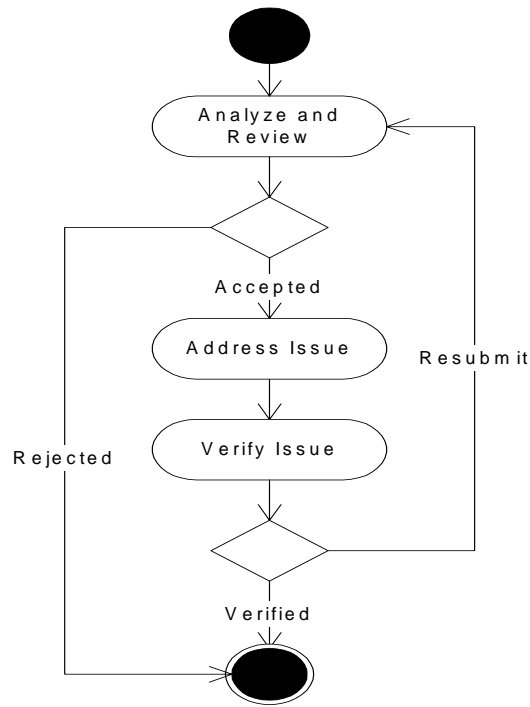 Analyze and
Review
Accepted
Address Issue
Resubmit
Verify Issue
Rejected
Verified